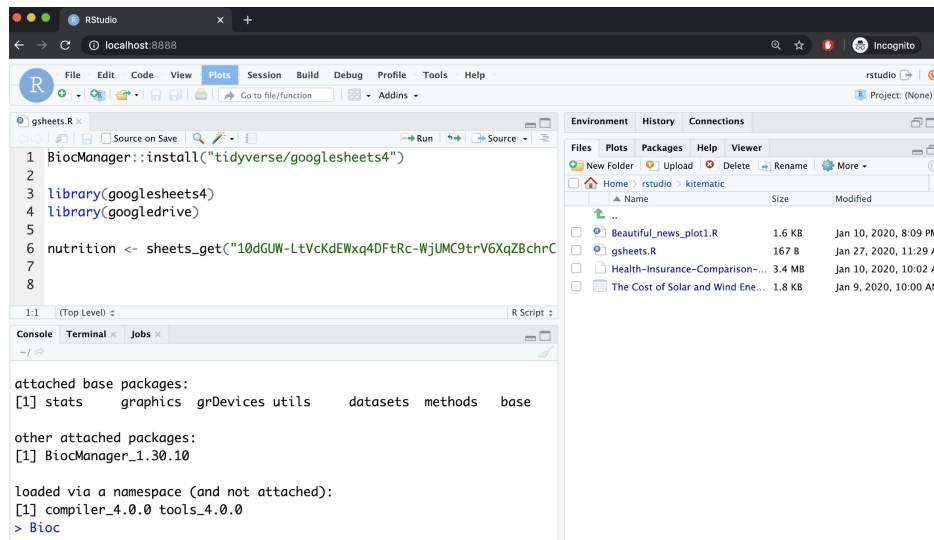 RStudio
localhost:8888
Incognito
R
File Edit Code View Plots Session Build Debug Profile Tools Help
rstudio
Go to file/function
Addins
Project: (None)
gsheets.R
Source on Save
Run
Source
1 BiocManager::install("tidyverse/googlesheets4")
2
3 library(googlesheets4)
4 library(googledrive)
5
6 nutrition <- sheets_get("10dGUW-LtVcKdEWxq4DFtRc-WjUMC9trV6XqZBchrC
7
8
1:1 (Top Level) R Script
Console Terminal Jobs
~/
attached base packages:
[1] stats graphics grDevices utils datasets methods base
other attached packages:
[1] BiocManager_1.30.10
loaded via a namespace (and not attached):
[1] compiler_4.0.0 tools_4.0.0
> Bioc
Environment History Connections
Files Plots Packages Help Viewer
New Folder Upload Delete Rename More
Home > rstudio > kitematic
Name Size Modified
..
Beautiful_news_plot1.R 1.6 KB Jan 10, 2020, 8:09 PM
gsheets.R 167 B Jan 27, 2020, 11:29 A
Health-Insurance-Comparison-... 3.4 MB Jan 10, 2020, 10:02 A
The Cost of Solar and Wind Ene... 1.8 KB Jan 9, 2020, 10:00 AM